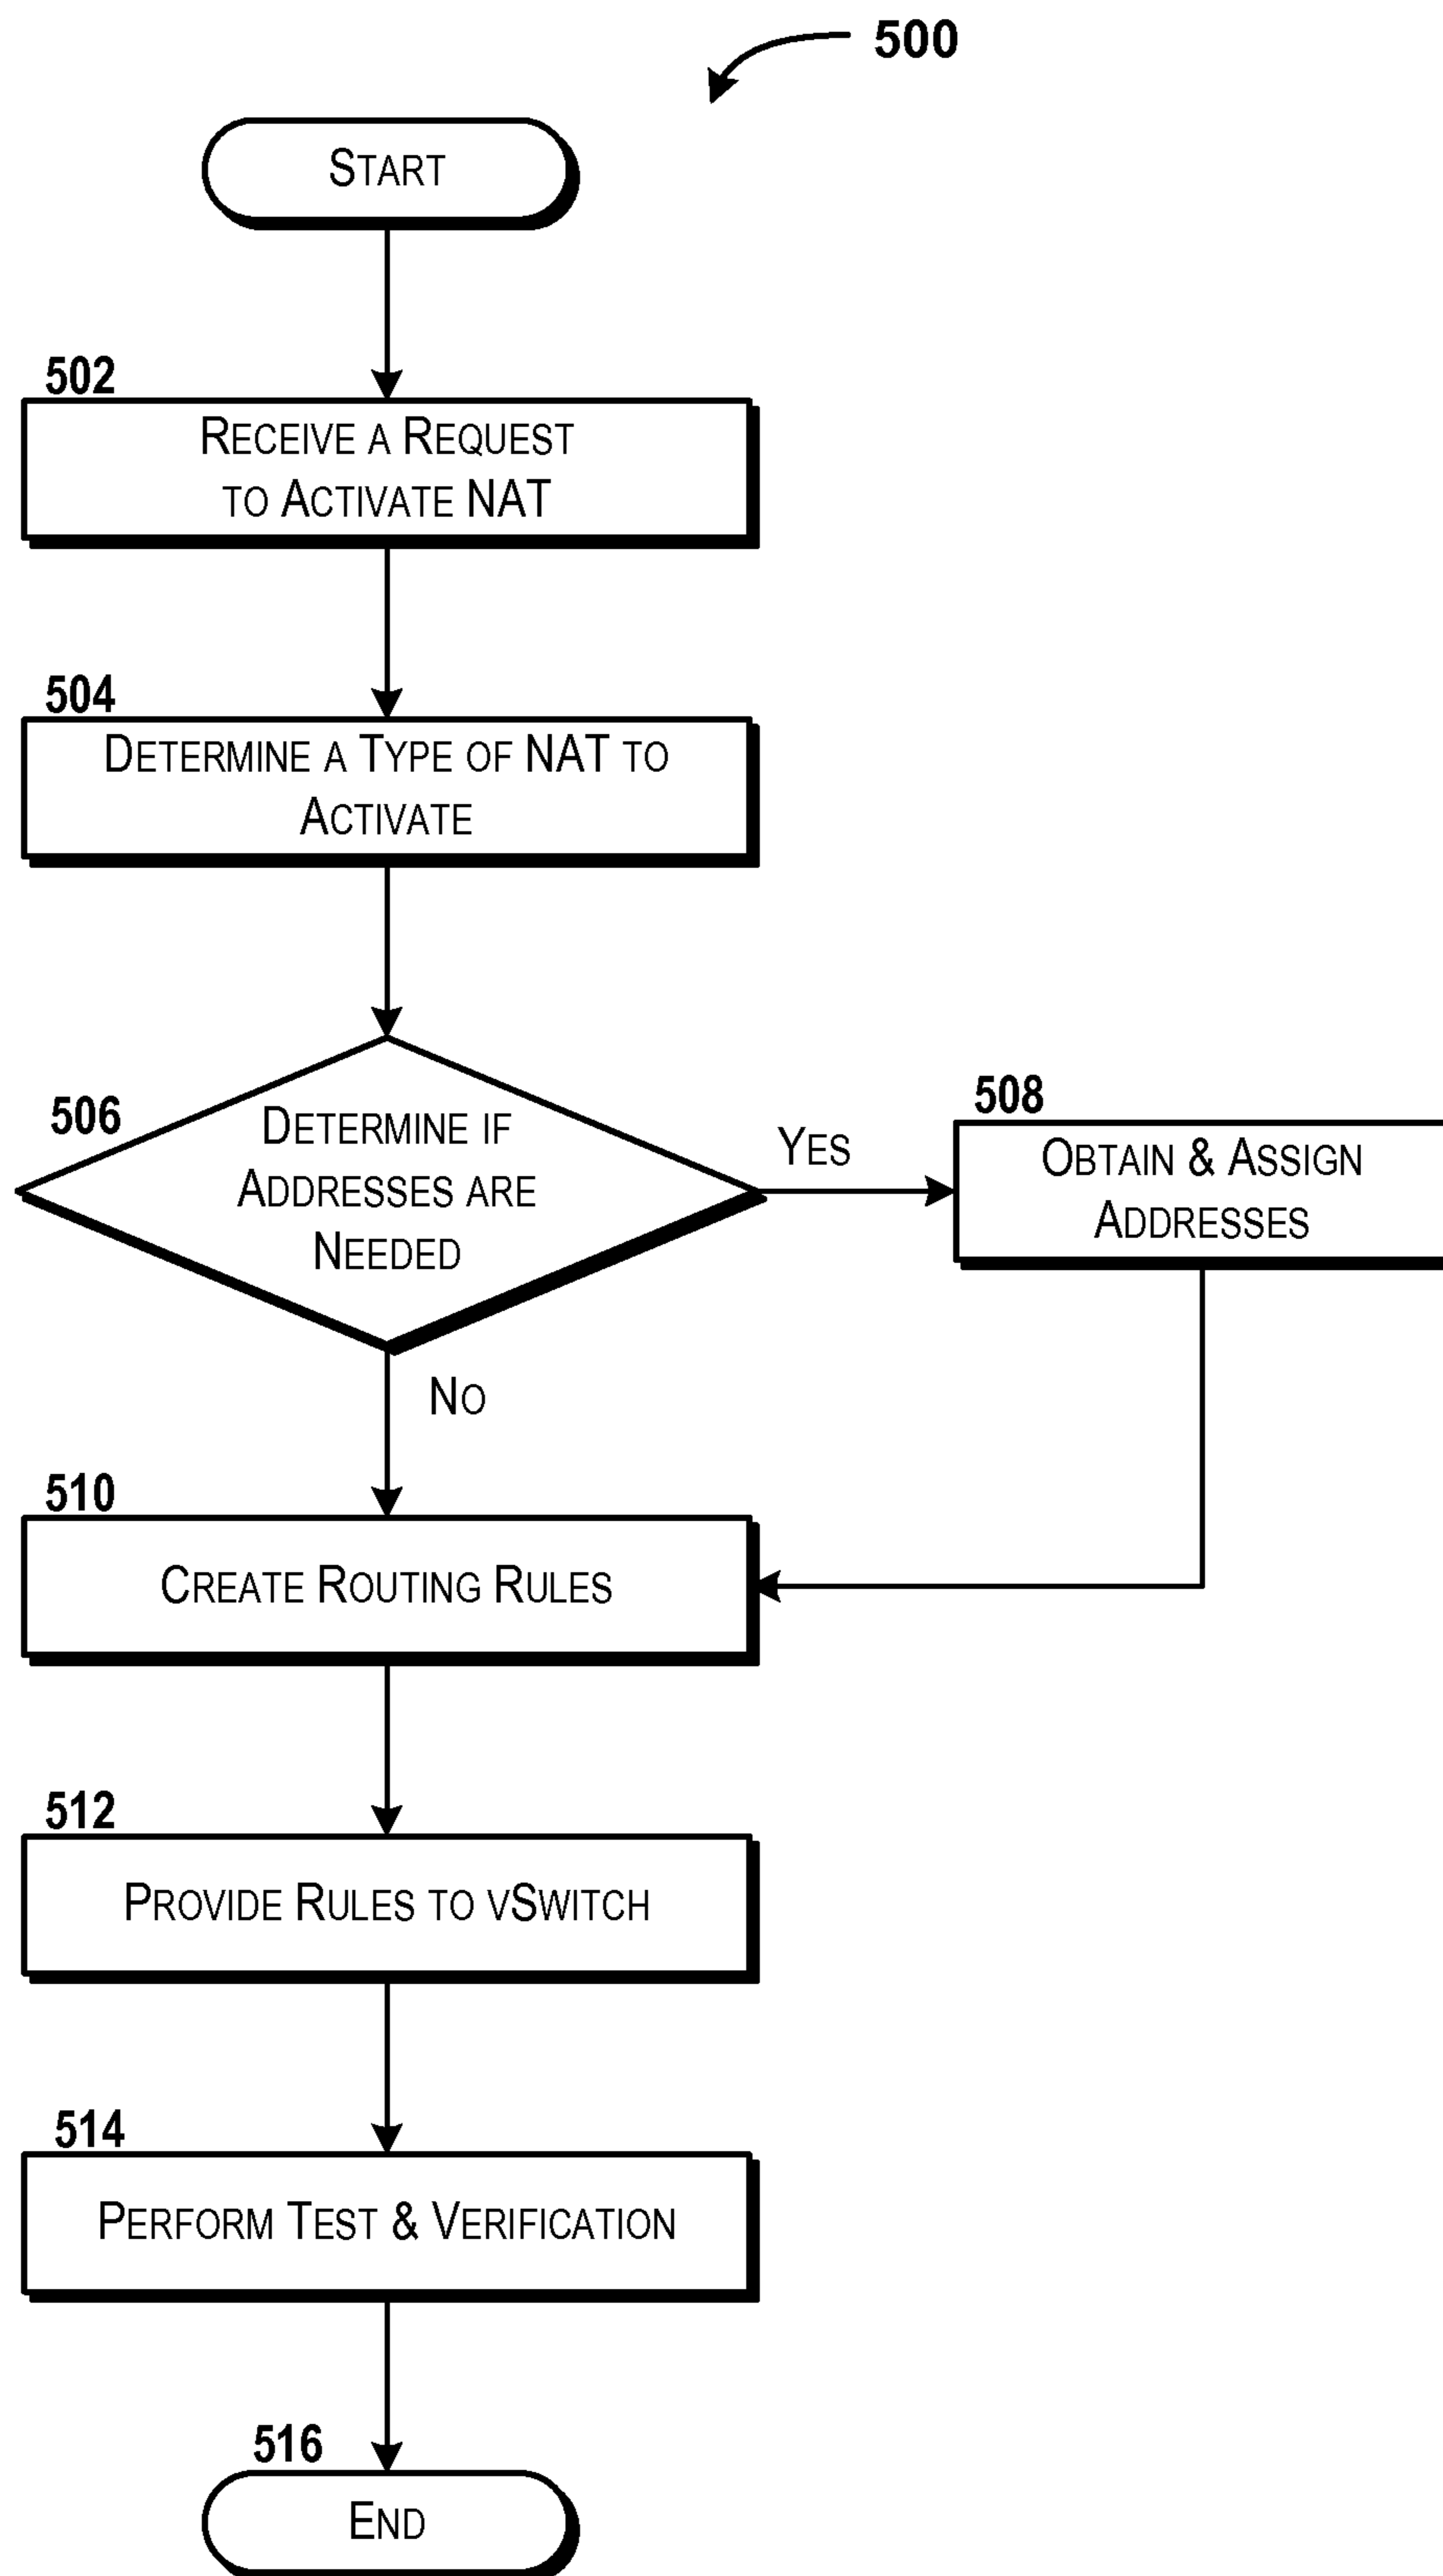 500
START
502
RECEIVE A REQUEST
TO ACTIVATE NAT
504
DETERMINE A TYPE OF NAT TO
ACTIVATE
506
DETERMINE IF
ADDRESSES ARE
NEEDED
YES
508
OBTAIN & ASSIGN
ADDRESSES
NO
510
CREATE ROUTING RULES
512
PROVIDE RULES TO VSWITCH
514
PERFORM TEST & VERIFICATION
516
END